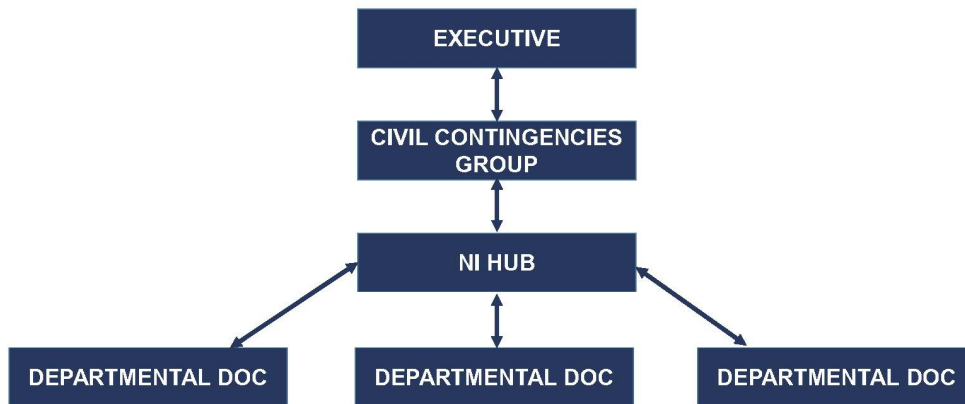 EXECUTIVE
CIVIL CONTINGENCIES
GROUP
NI HUB
DEPARTMENTAL DOC
DEPARTMENTAL DOC
DEPARTMENTAL DOC